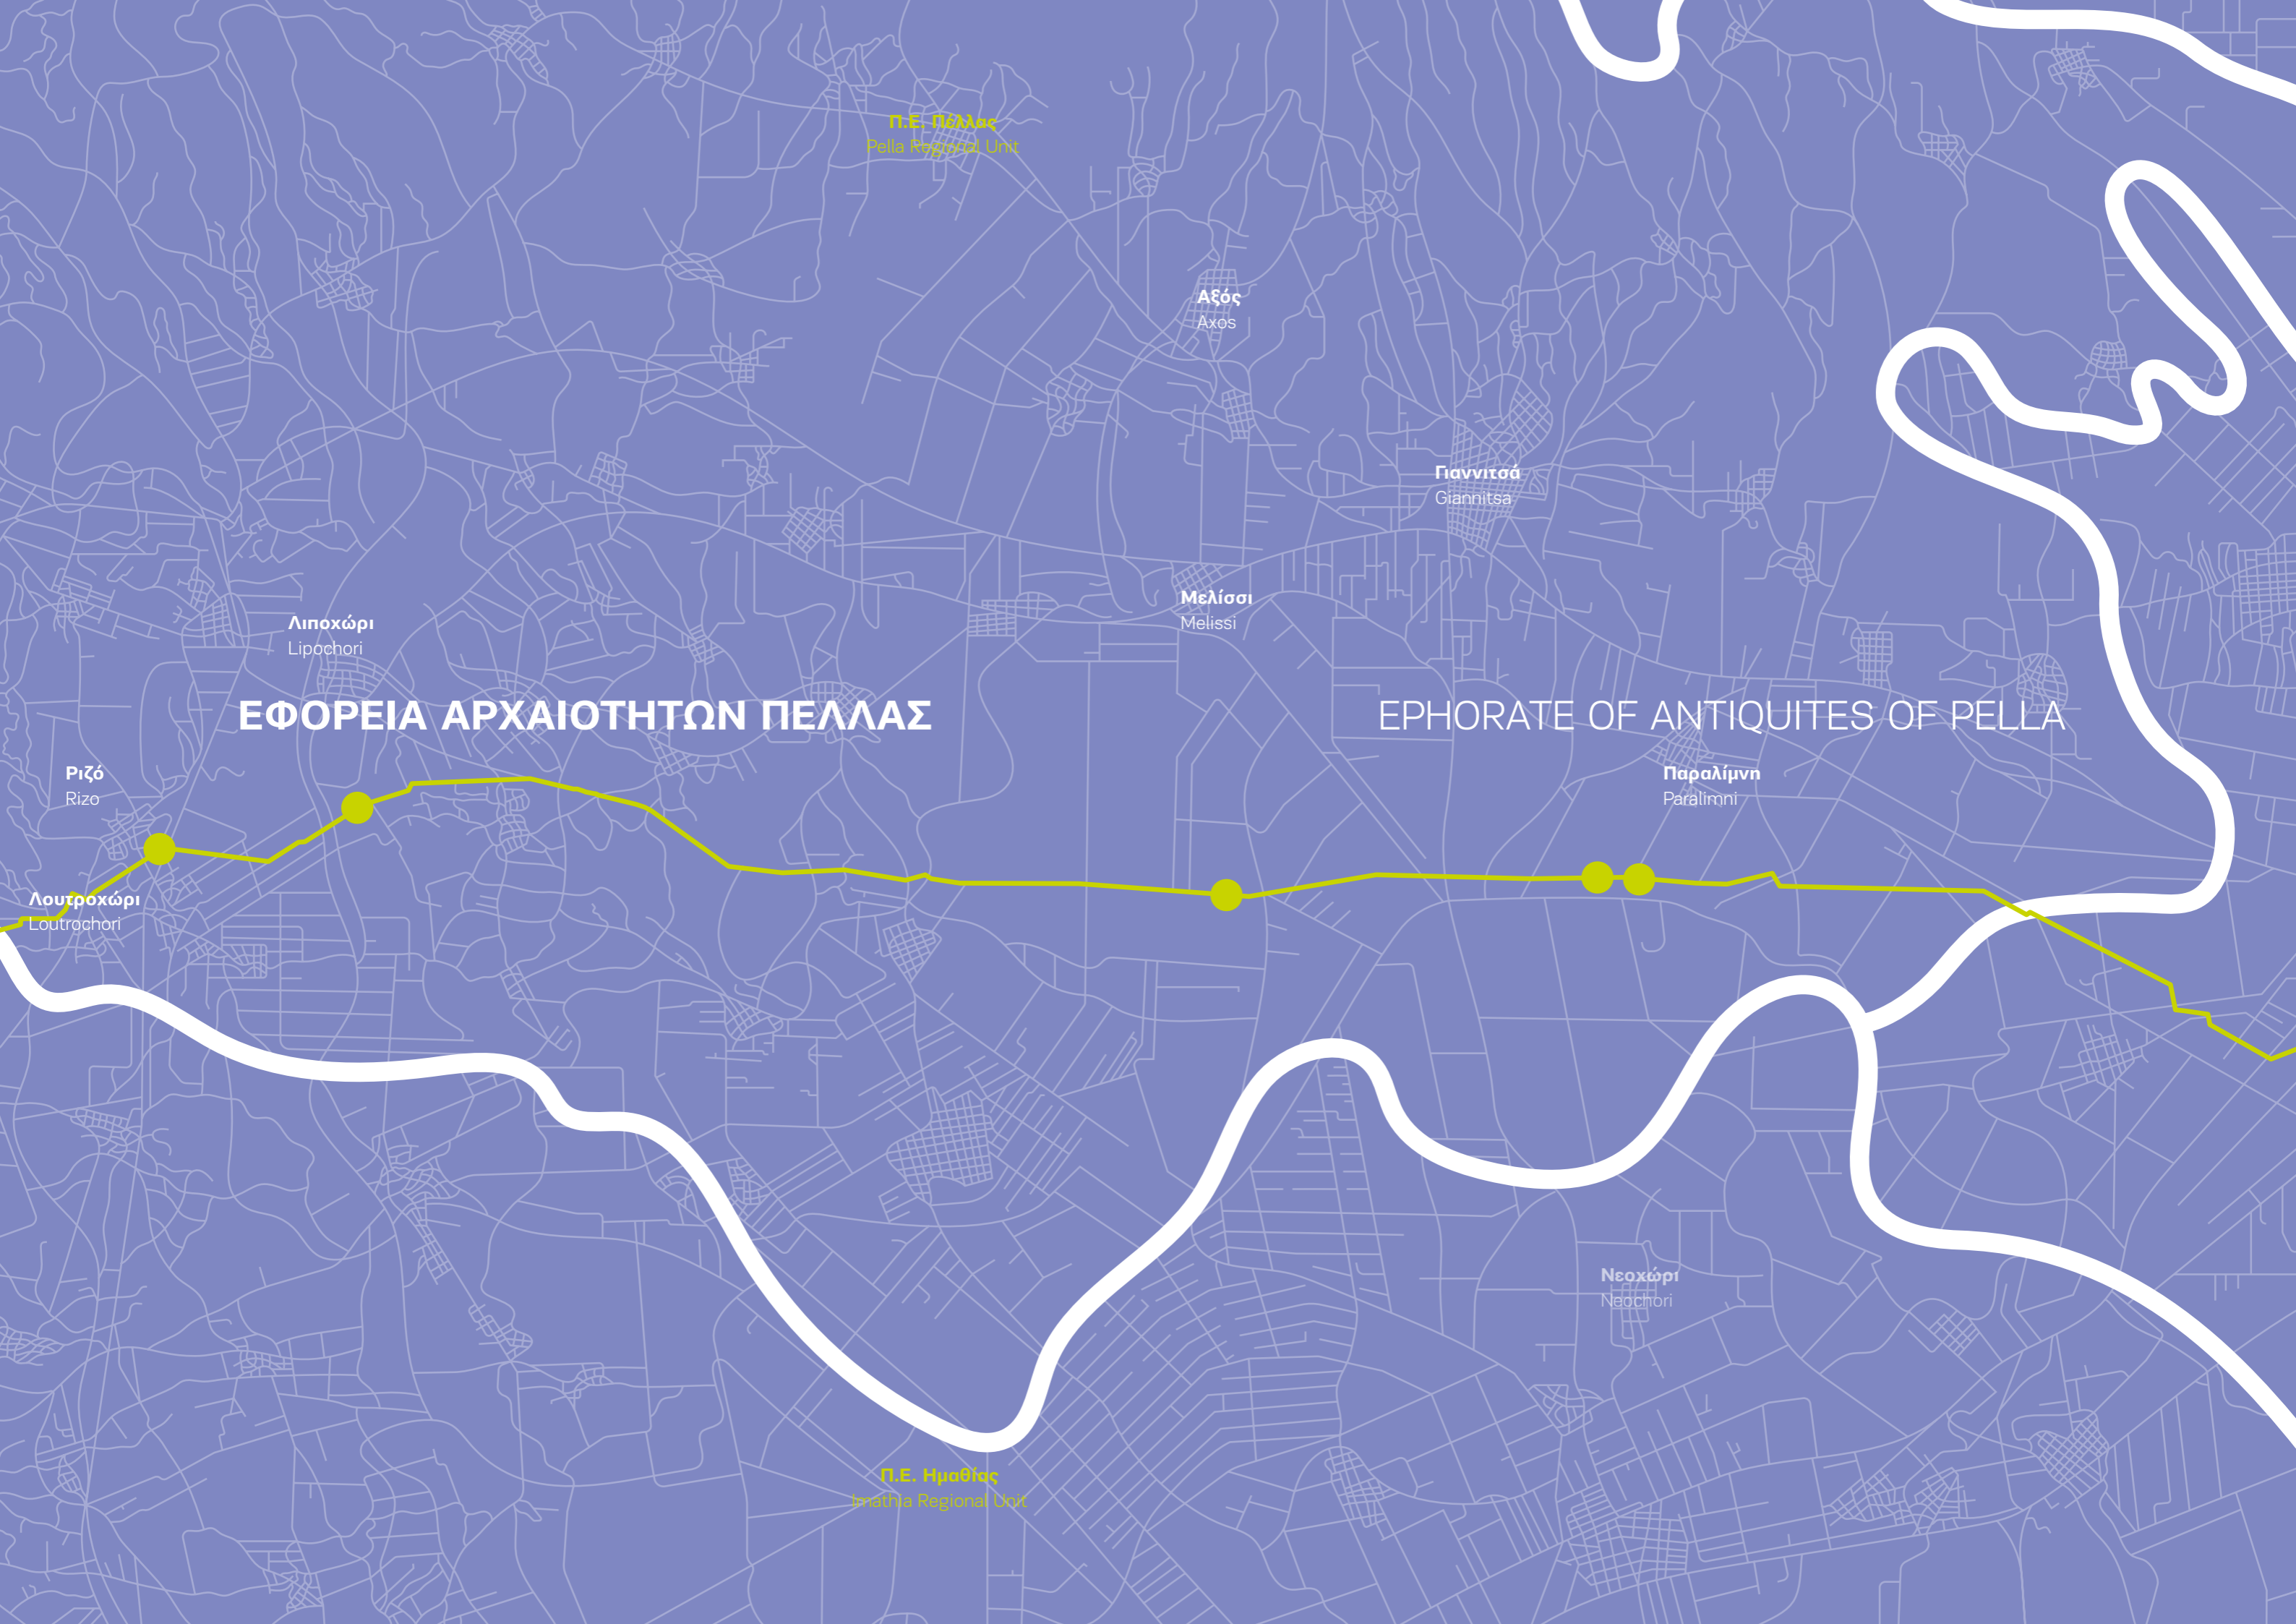 Π.Ε. Πέλλας
Pella Regional Unit
Αξός
Axos
Γιαννιτσά
Giannitsa
Μελίσσι
Melissi
Λιποχώρι
Lipochori
ΕΦΟΡΕΙΑ ΑΡΧΑΙΟΤΗΤΩΝ ΠΕΛΛΑΣ
EPHORATE OF ANTIQUITES OF PELLA
Ριζό
Rizo
Παραλίμνη
Paralimni
Λουτροχώρι
Loutrochori
Νεοχώρι
Neochori
Π.Ε. Ημαθίας
Imathia Regional Unit